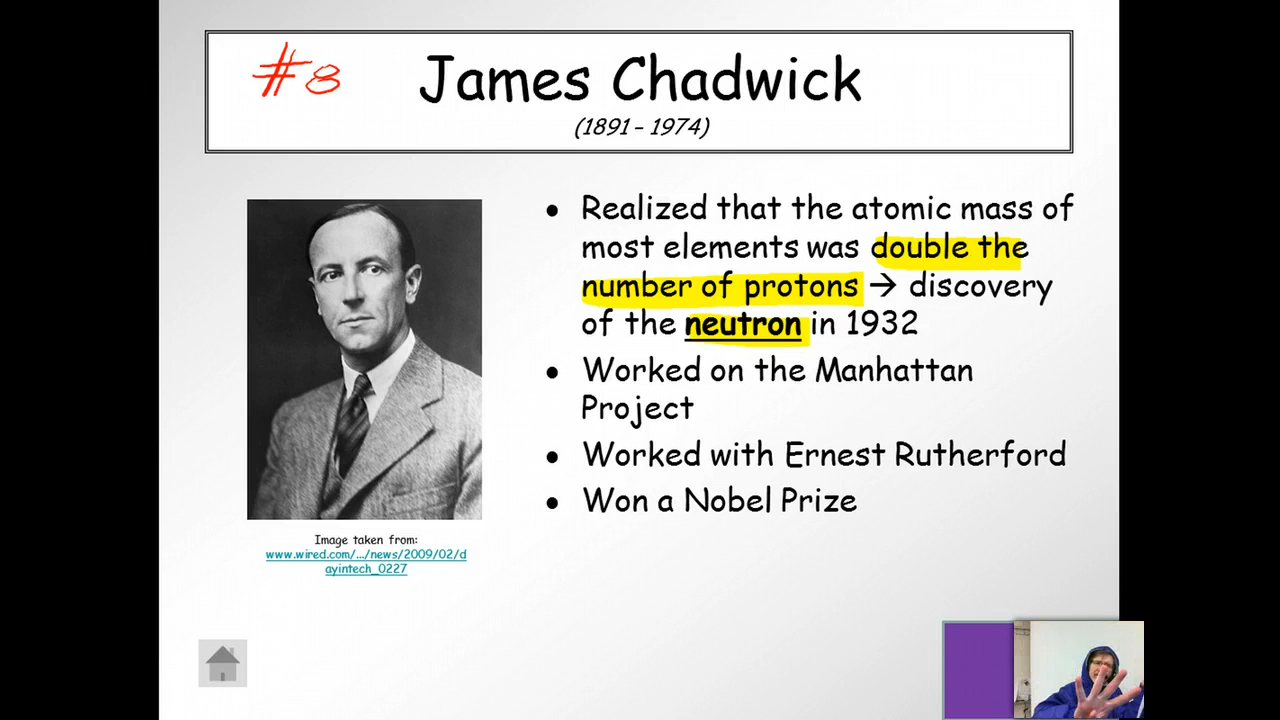 #8
James Chadwick
(1891 – 1974)
• Realized that the atomic mass of
most elements was double the
number of protons → discovery
of the neutron in 1932
• Worked on the Manhattan
Project
• Worked with Ernest Rutherford
• Won a Nobel Prize
Image taken from:
www.wired.com/.../news/2009/02/d
ayintech_0227